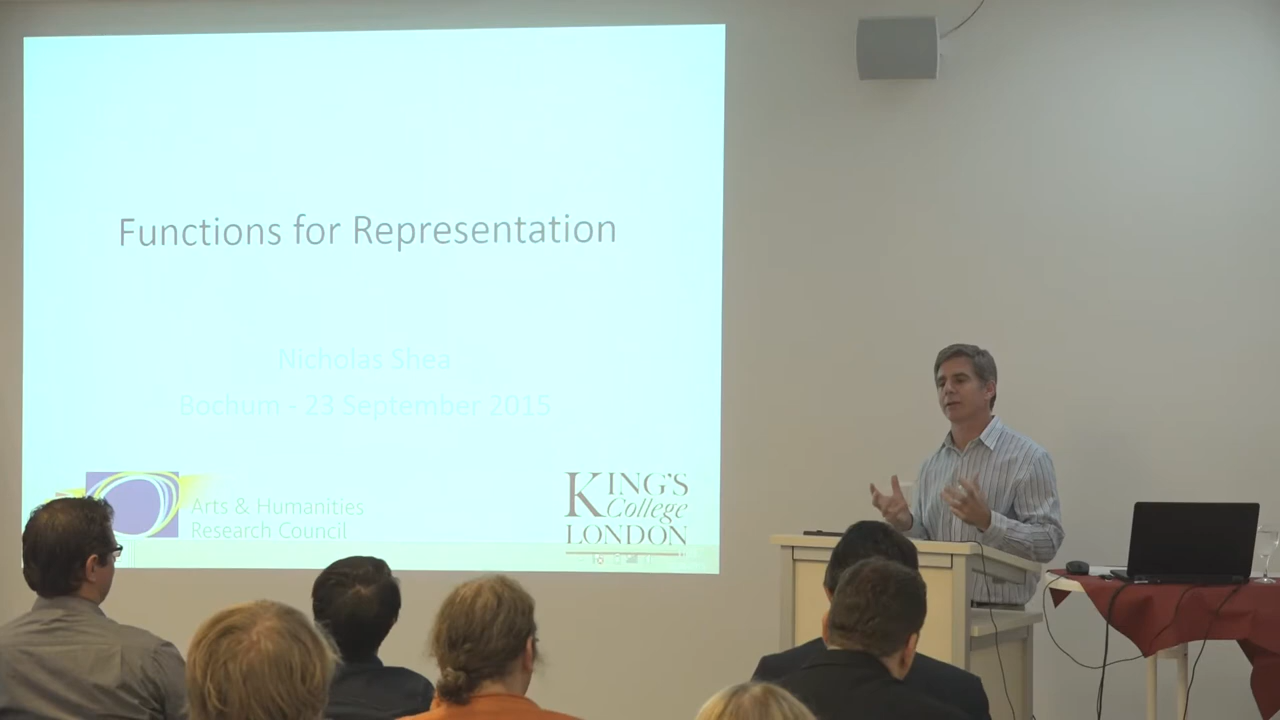 Functions for Representation
Nicholas Shea
Bochum - 23 September 2015
Arts & Humanities
Research Council
KING'S
College
LONDON